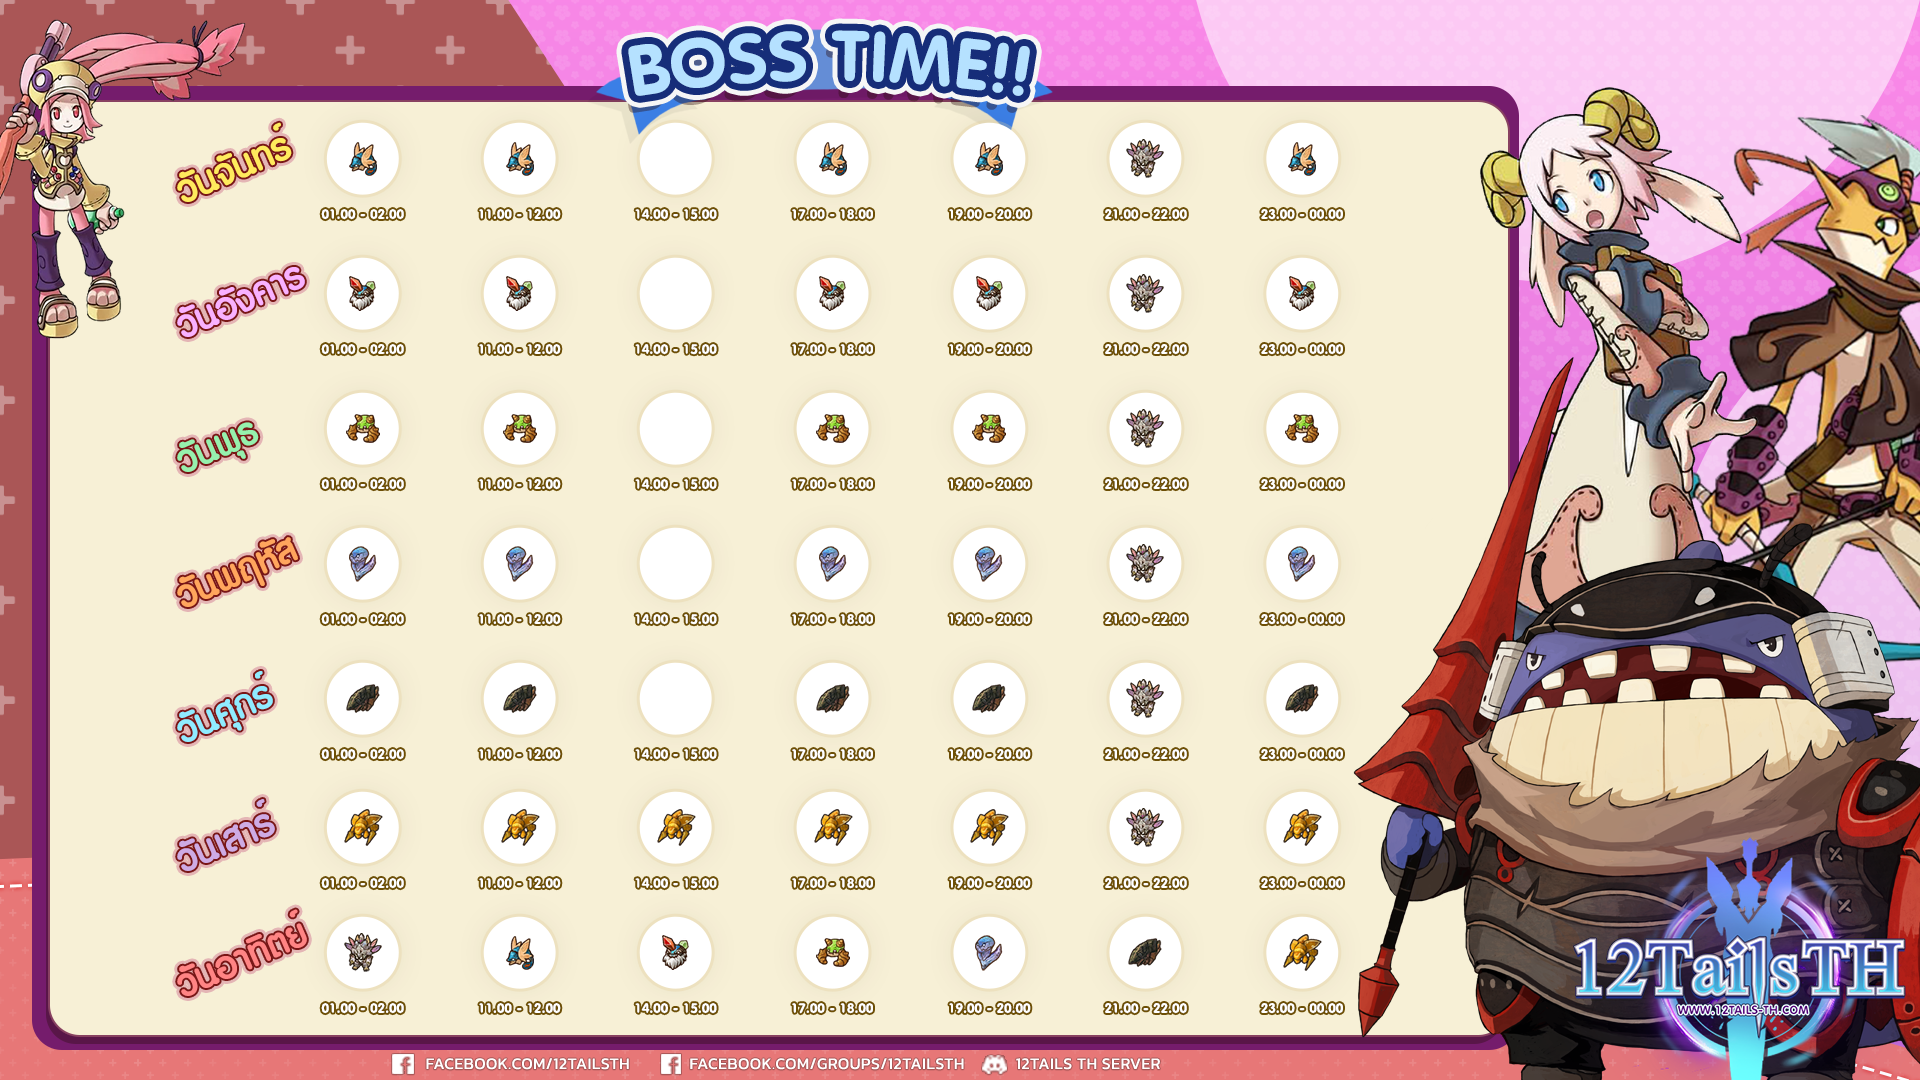 BOSS TIME!!
วันจันทร์
01.00 - 02.00 11.00 - 12.00 14.00 - 15.00 17.00 - 18.00 19.00 - 20.00 21.00 - 22.00 23.00 - 00.00
วันอังคาร
01.00 - 02.00 11.00 - 12.00 14.00 - 15.00 17.00 - 18.00 19.00 - 20.00 21.00 - 22.00 23.00 - 00.00
วันพุธ
01.00 - 02.00 11.00 - 12.00 14.00 - 15.00 17.00 - 18.00 19.00 - 20.00 21.00 - 22.00 23.00 - 00.00
วันพฤหัส
01.00 - 02.00 11.00 - 12.00 14.00 - 15.00 17.00 - 18.00 19.00 - 20.00 21.00 - 22.00 23.00 - 00.00
วันศุกร์
01.00 - 02.00 11.00 - 12.00 14.00 - 15.00 17.00 - 18.00 19.00 - 20.00 21.00 - 22.00 23.00 - 00.00
วันเสาร์
01.00 - 02.00 11.00 - 12.00 14.00 - 15.00 17.00 - 18.00 19.00 - 20.00 21.00 - 22.00 23.00 - 00.00
วันอาทิตย์
01.00 - 02.00 11.00 - 12.00 14.00 - 15.00 17.00 - 18.00 19.00 - 20.00 21.00 - 22.00 23.00 - 00.00
12TailsTH
WWW.12TAILS-TH.COM
FACEBOOK.COM/12TAILSTH FACEBOOK.COM/GROUPS/12TAILSTH 12TAILS TH SERVER